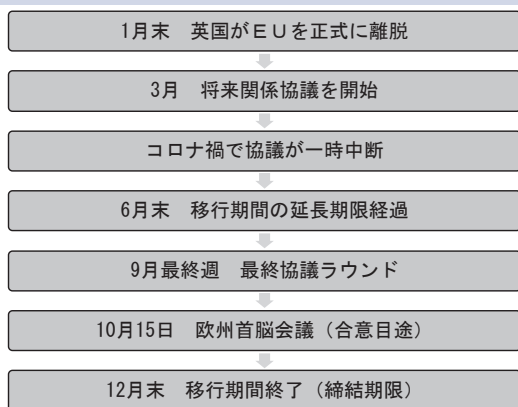 1月末　英国がＥＵを正式に離脱
3月　将来関係協議を開始
コロナ禍で協議が一時中断
6月末　移行期間の延長期限経過
9月最終週　最終協議ラウンド
10月15日　欧州首脳会議（合意目途）
12月末　移行期間終了（締結期限）